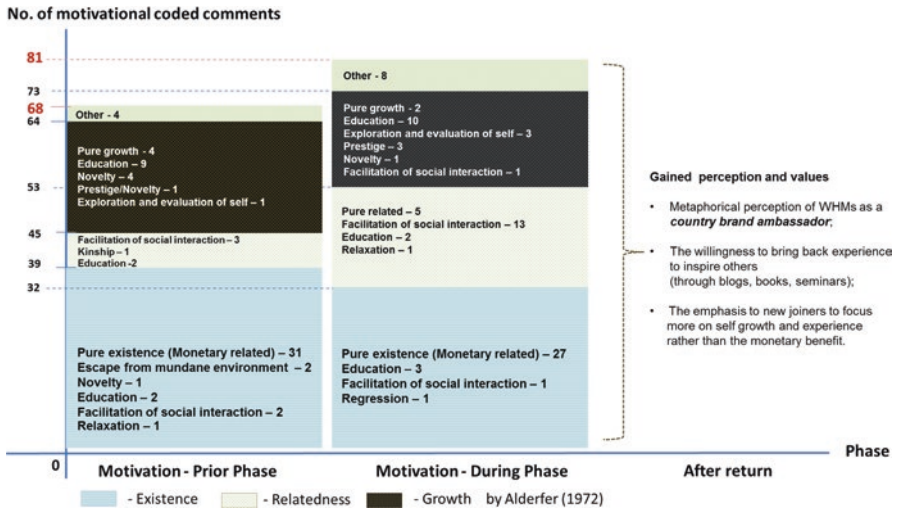 No. of motivational coded comments
81
73
68
64
53
45
39
32
0
Other - 4
Pure growth - 4
Education – 9
Novelty – 4
Prestige/Novelty – 1
Exploration and evaluation of self – 1
Facilitation of social interaction – 3
Kinship – 1
Education -2
Pure existence (Monetary related) – 31
Escape from mundane environment – 2
Novelty – 1
Education – 2
Facilitation of social interaction – 2
Relaxation – 1
Other - 8
Pure growth - 2
Education – 10
Exploration and evaluation of self – 3
Prestige – 3
Novelty – 1
Facilitation of social interaction – 1
Pure related – 5
Facilitation of social interaction – 13
Education – 2
Relaxation – 1
Pure existence (Monetary related) – 27
Education – 3
Facilitation of social interaction – 1
Regression – 1
Gained perception and values
• Metaphorical perception of WHMs as a
country brand ambassador;
• The willingness to bring back experience
to inspire others
(through blogs, books, seminars);
• The emphasis to new joiners to focus
more on self growth and experience
rather than the monetary benefit.
Phase
Motivation - Prior Phase
Motivation - During Phase
After return
- Existence
- Relatedness
- Growth by Alderfer (1972)